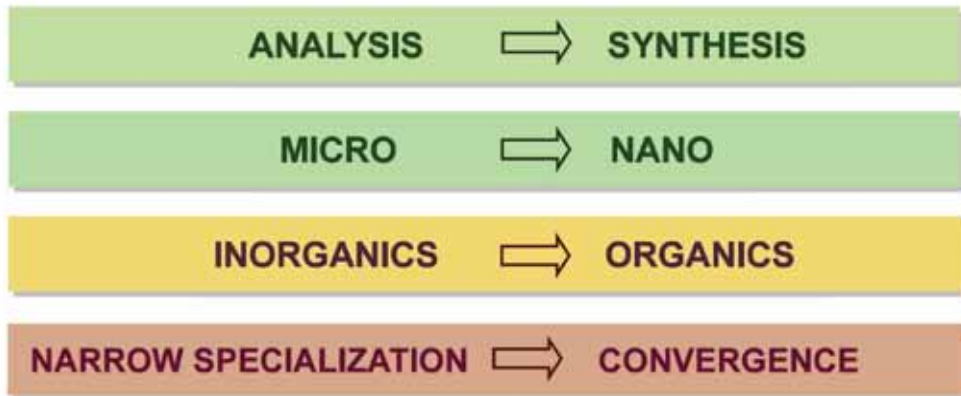 ANALYSIS ⇨ SYNTHESIS
MICRO ⇨ NANO
INORGANICS ⇨ ORGANICS
NARROW SPECIALIZATION ⇨ CONVERGENCE